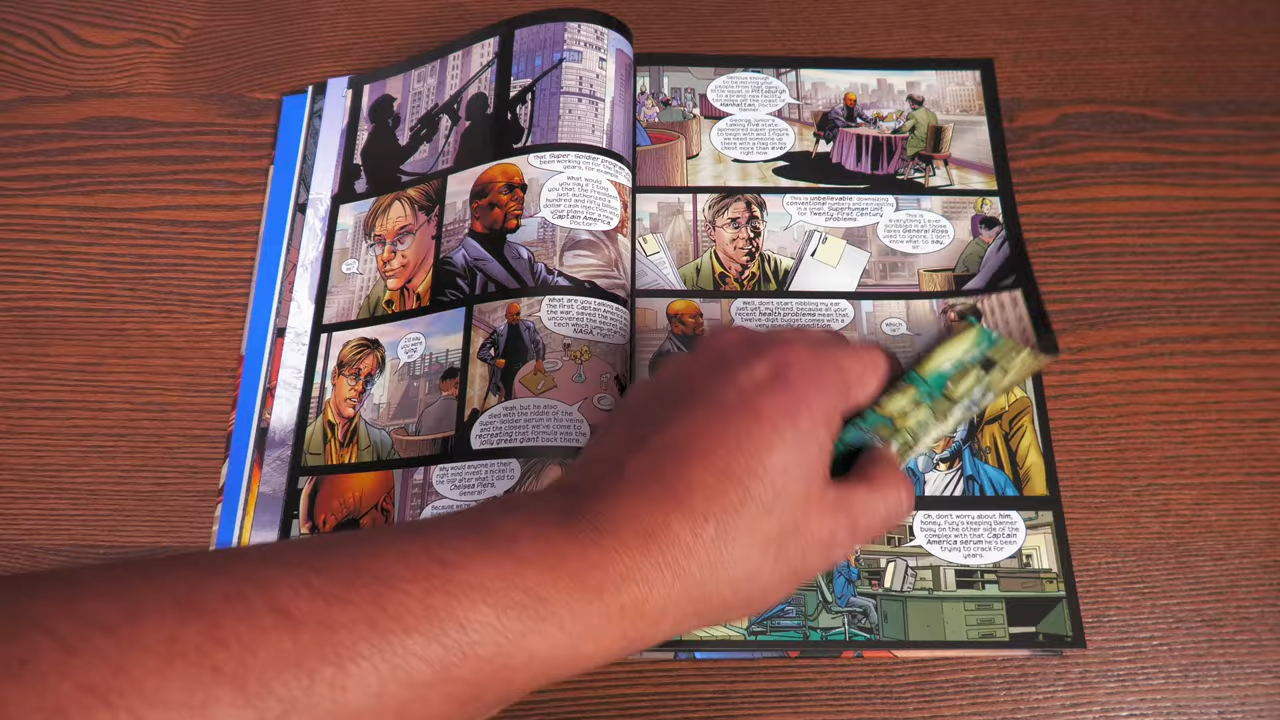 That Super-Soldier program
been working on for the
years, for example.
What would
you say if I told
you that the President
just authorized a
hundred and fifty billion
dollar cash injection into
your plans for a new
Captain America,
Doctor?
I'd say
you were
lying,
What are you talking about
The first Captain America
was, saved the world
uncovered the secret
tech which jump-
NASA, right?
Yeah, but he also
died with the riddle of the
Super-Soldier serum in his veins
and the closest we've come to
recreating that formula was the
jolly green giant back there.
Why would anyone in their
right mind invest a nickel in
the SSP after what I did to
Chelsea Piers,
General?
Because we're
Serious enough
to be moving your
people from that damp,
little hovel in Pittsburgh
to a brand-new facility
ten miles off the coast of
Manhattan, Doctor
Banner.
George Junior's
talking five state-
sponsored super-people
to begin with and I figure
we need someone up
there with a flag on his
chest more than ever
right now.
This is unbelievable: downsizing
conventional numbers and reinvesting
in a small, Superhuman Unit
for Twenty-First Century
problems.
This is
everything I ever
scribbled in all those
faxes General Ross
used to ignore. I don't
know what to say,
sir.
Well, don't start nibbling my ear
just yet, my friend, because all your
recent health problems mean that
twelve-digit budget comes with a
very specific condition.
Which
is?
Oh, don't worry about him,
honey. Fury's keeping Banner
busy on the other side of the
complex with that Captain
America serum he's been
trying to crack for
years.